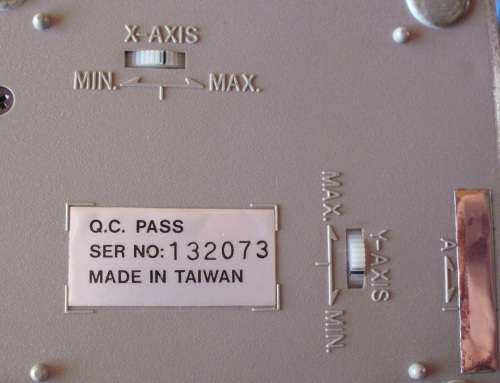 X-AXIS
MIN. MAX.
Q.C. PASS
SER NO: 132073
MADE IN TAIWAN
MAX.
Y-AXIS
MIN.
A